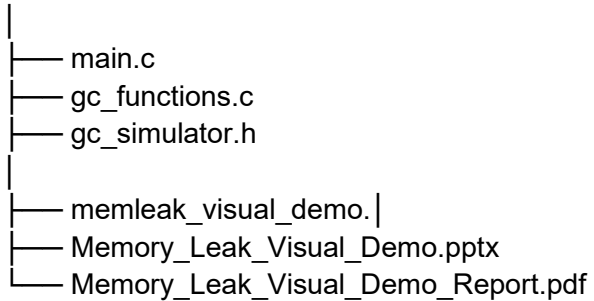 │
├── main.c
├── gc_functions.c
├── gc_simulator.h
│
├── memleak_visual_demo.│
├── Memory_Leak_Visual_Demo.pptx
└── Memory_Leak_Visual_Demo_Report.pdf